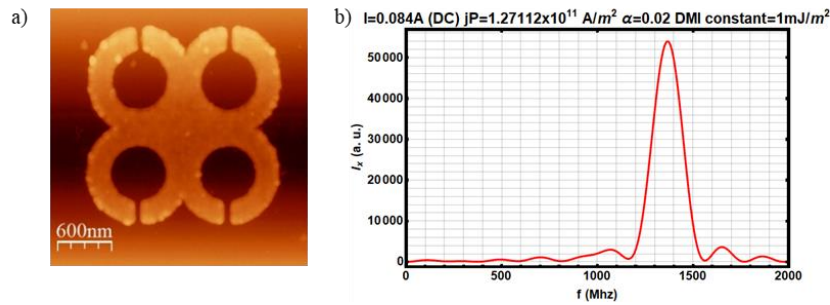 a)
600nm
b)
I=0.084A (DC) jP=1.27112x10¹¹ A/m² α=0.02 DMI constant=1mJ/m²
50000
40000
30000
20000
10000
0
Iₓ (a. u.)
0 500 1000 1500 2000
f (Mhz)